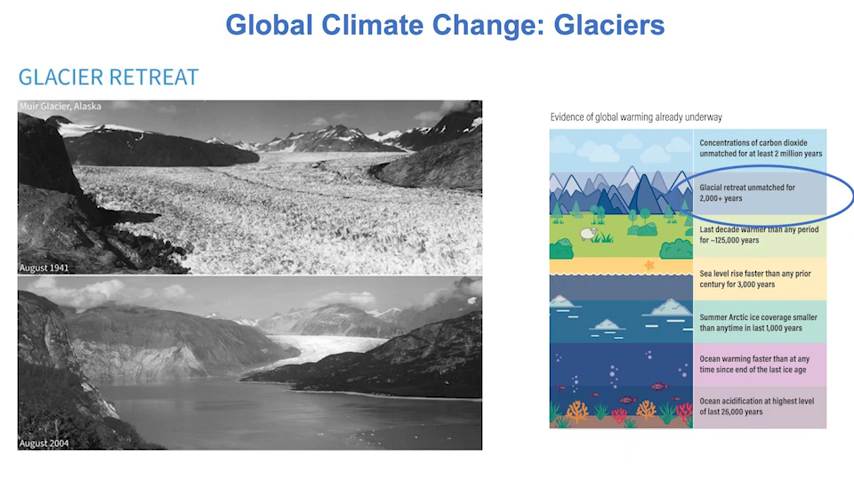 Global Climate Change: Glaciers
GLACIER RETREAT
Muir Glacier, Alaska
August 1941
August 2004
Evidence of global warming already underway
Concentrations of carbon dioxide
unmatched for at least 2 million years
Glacial retreat unmatched for
2,000+ years
Last decade warmer than any period
for ~125,000 years
Sea level rise faster than any prior
century for 3,000 years
Summer Arctic ice coverage smaller
than anytime in last 1,000 years
Ocean warming faster than at any
time since end of the last ice age
Ocean acidification at highest level
of last 26,000 years